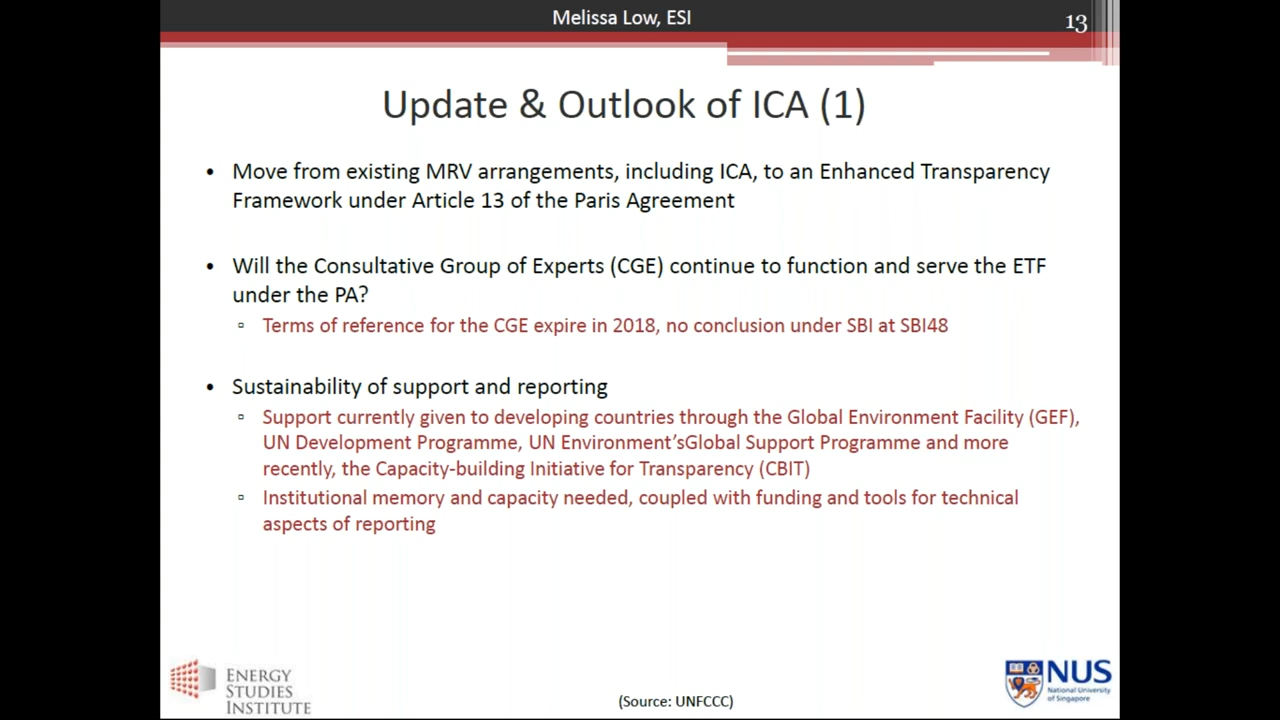 Melissa Low, ESI
13
Update & Outlook of ICA (1)
• Move from existing MRV arrangements, including ICA, to an Enhanced Transparency
Framework under Article 13 of the Paris Agreement
• Will the Consultative Group of Experts (CGE) continue to function and serve the ETF
under the PA?
▫ Terms of reference for the CGE expire in 2018, no conclusion under SBI at SBI48
• Sustainability of support and reporting
▫ Support currently given to developing countries through the Global Environment Facility (GEF),
UN Development Programme, UN Environment'sGlobal Support Programme and more
recently, the Capacity-building Initiative for Transparency (CBIT)
▫ Institutional memory and capacity needed, coupled with funding and tools for technical
aspects of reporting
ENERGY
STUDIES
INSTITUTE
(Source: UNFCCC)
NUS
National University
of Singapore